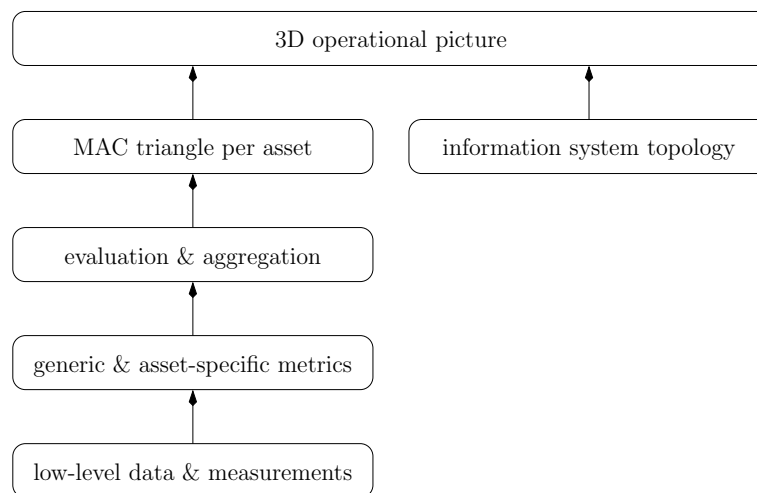 3D operational picture
MAC triangle per asset
information system topology
evaluation & aggregation
generic & asset-specific metrics
low-level data & measurements